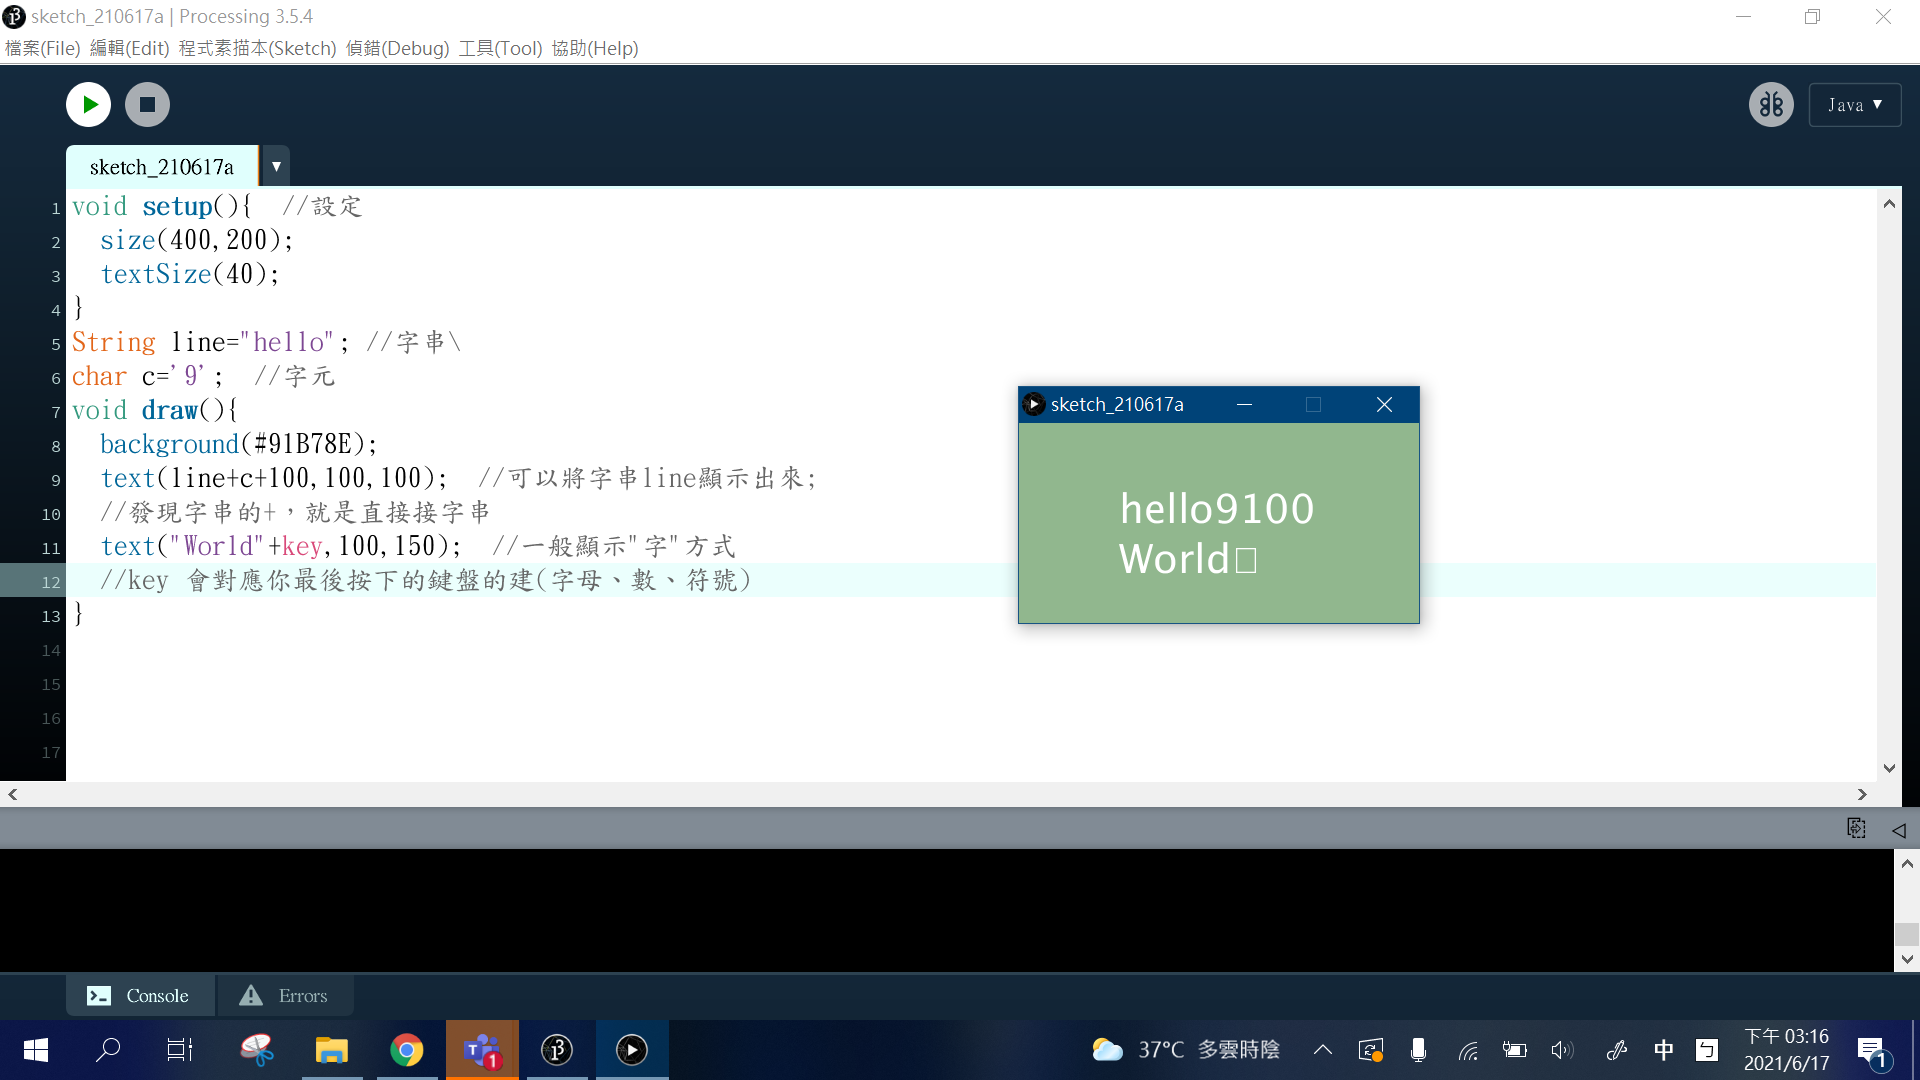 sketch_210617a | Processing 3.5.4
檔案(File) 編輯(Edit) 程式素描本(Sketch) 偵錯(Debug) 工具(Tool) 協助(Help)
Java ▼
sketch_210617a ▼
1 void setup(){  //設定
2   size(400,200);
3   textSize(40);
4 }
5 String line="hello"; //字串\
6 char c='9';  //字元
7 void draw(){
8   background(#91B78E);
9   text(line+c+100,100,100);  //可以將字串line顯示出來;
10   //發現字串的+，就是直接接字串
11   text("World"+key,100,150);  //一般顯示"字"方式
12   //key 會對應你最後按下的鍵盤的建(字母、數、符號)
13 }
14
15
16
17
sketch_210617a
hello9100
World□
Console
Errors
1
37°C 多雲時陰
中
ㄅ
下午 03:16
2021/6/17
1